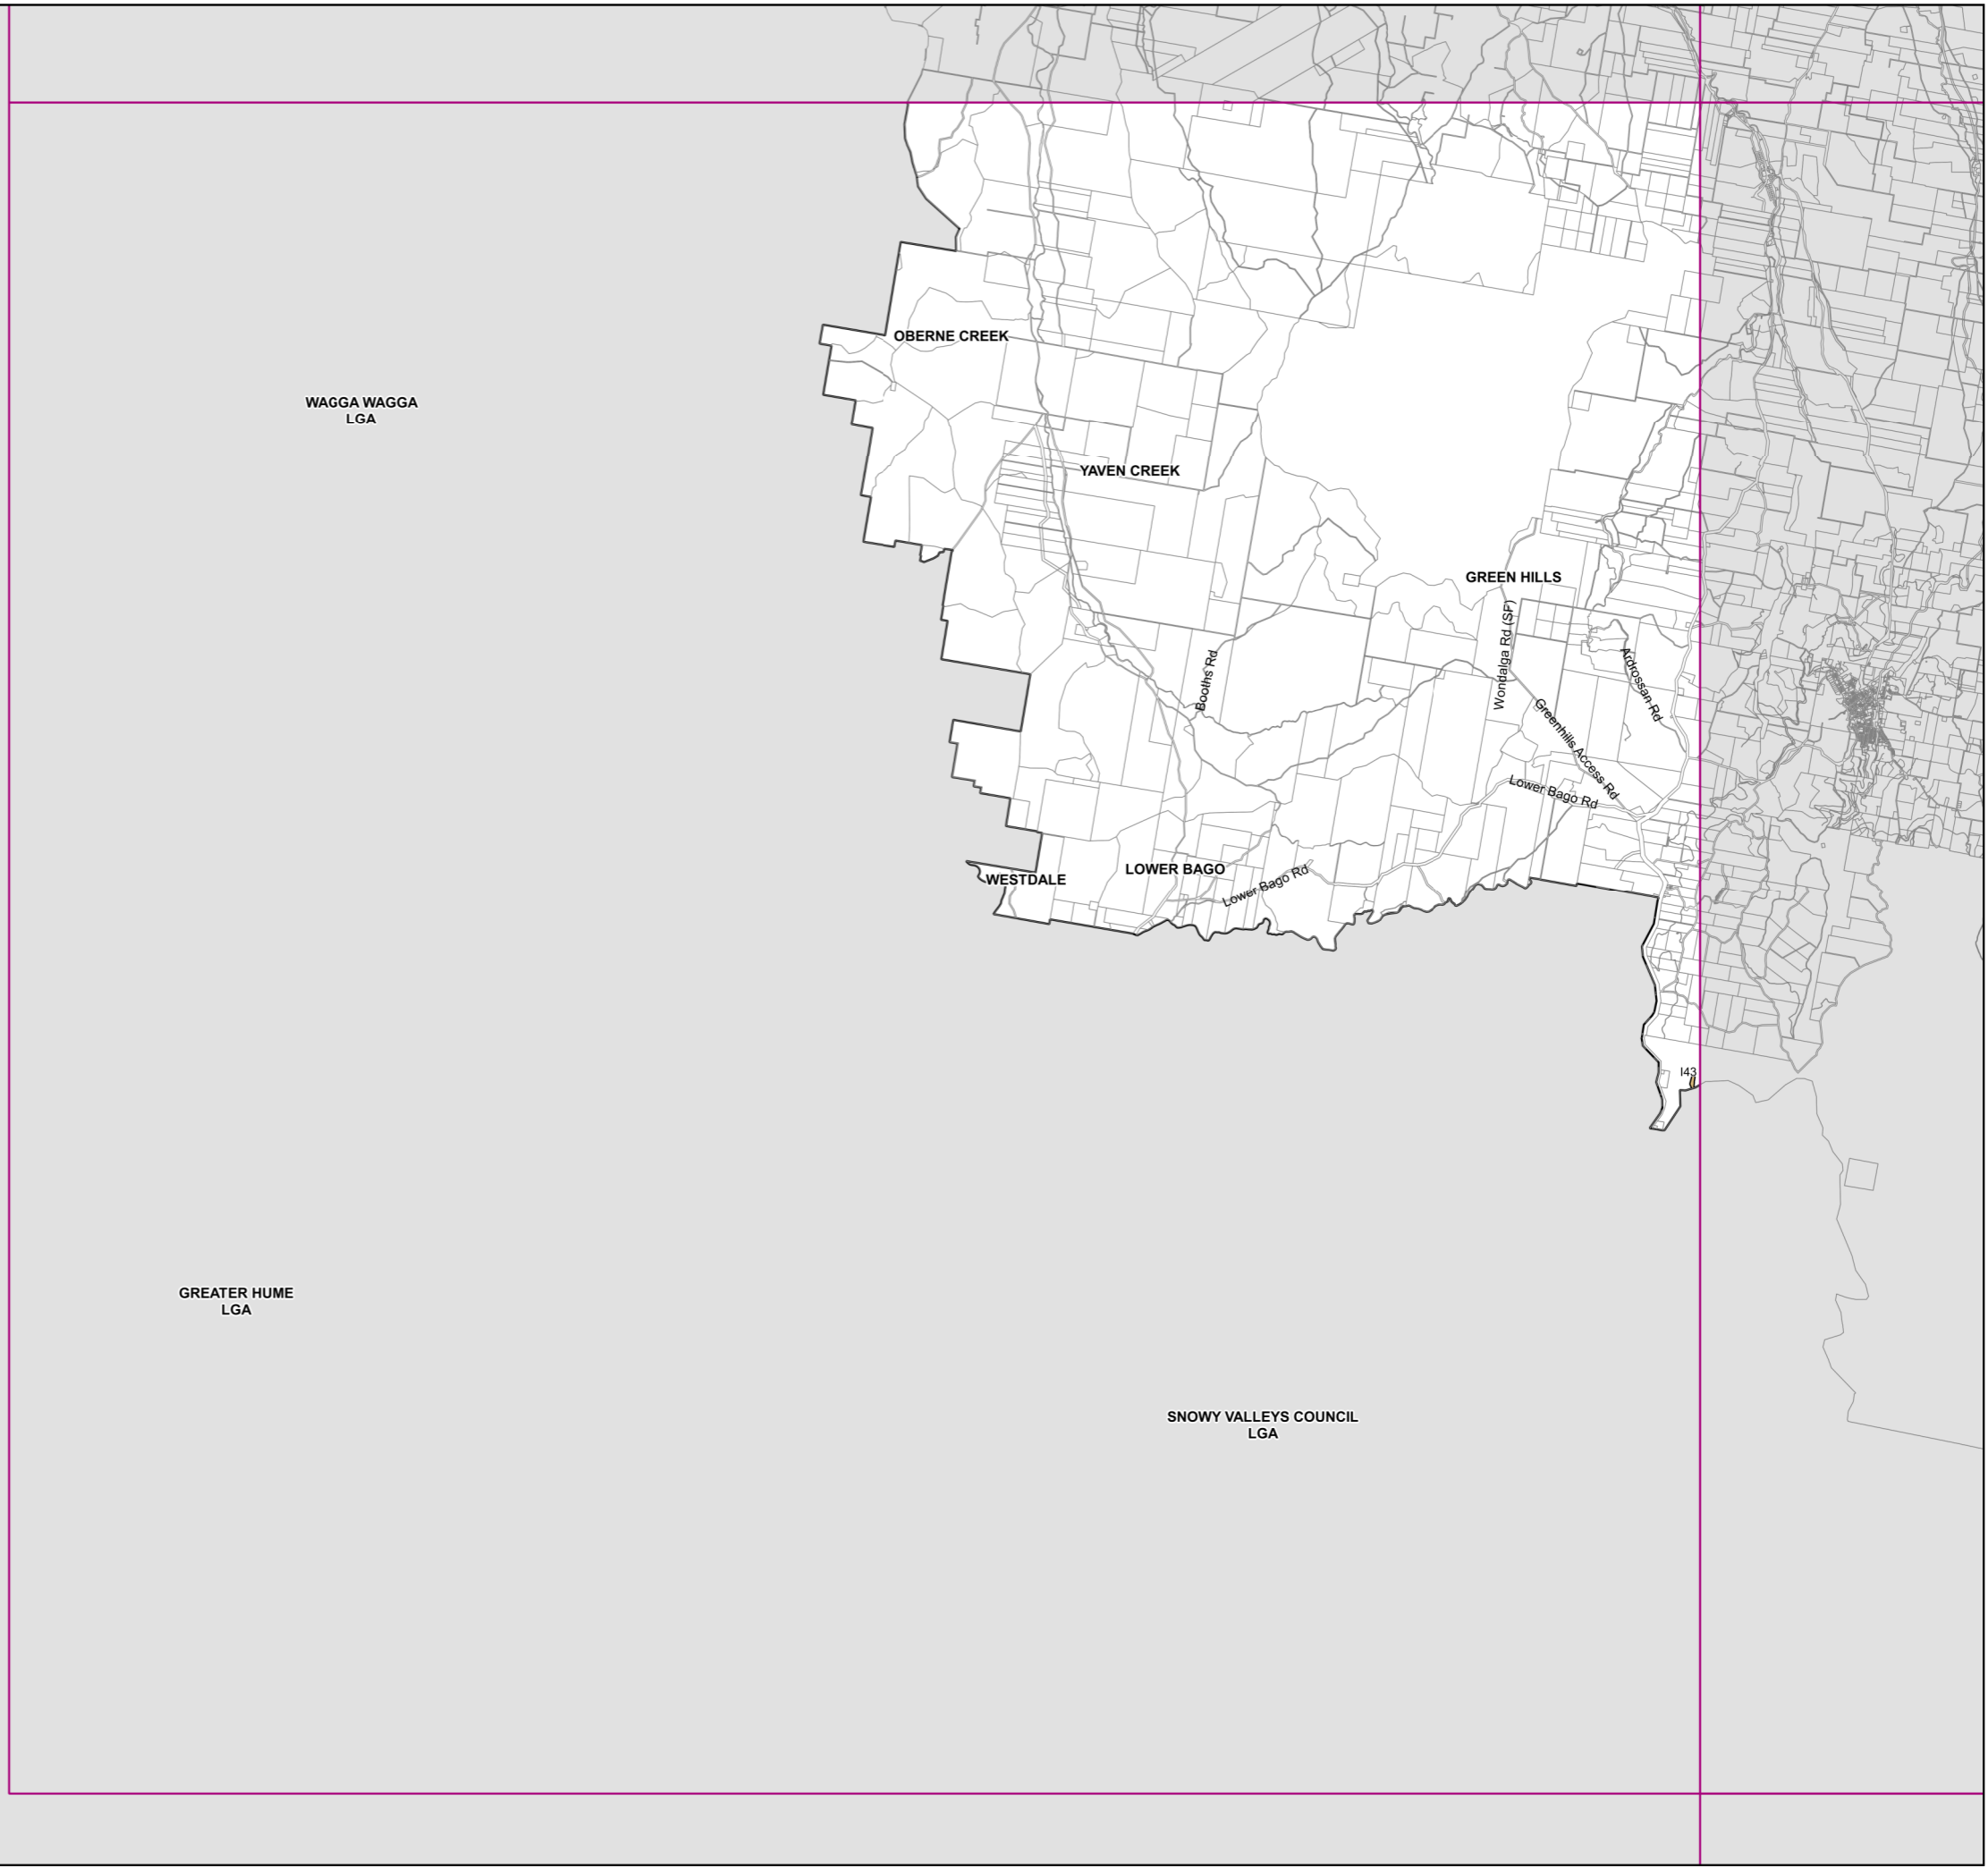 OBERNE CREEK
WAGGA WAGGA
LGA
YAVEN CREEK
GREEN HILLS
Wondalga Rd (SF)
Booths Rd
Ardrossan Rd
Greenhills Access Rd
Lower Bago Rd
LOWER BAGO
WESTDALE
Lower Bago Rd
I43
GREATER HUME
LGA
SNOWY VALLEYS COUNCIL
LGA